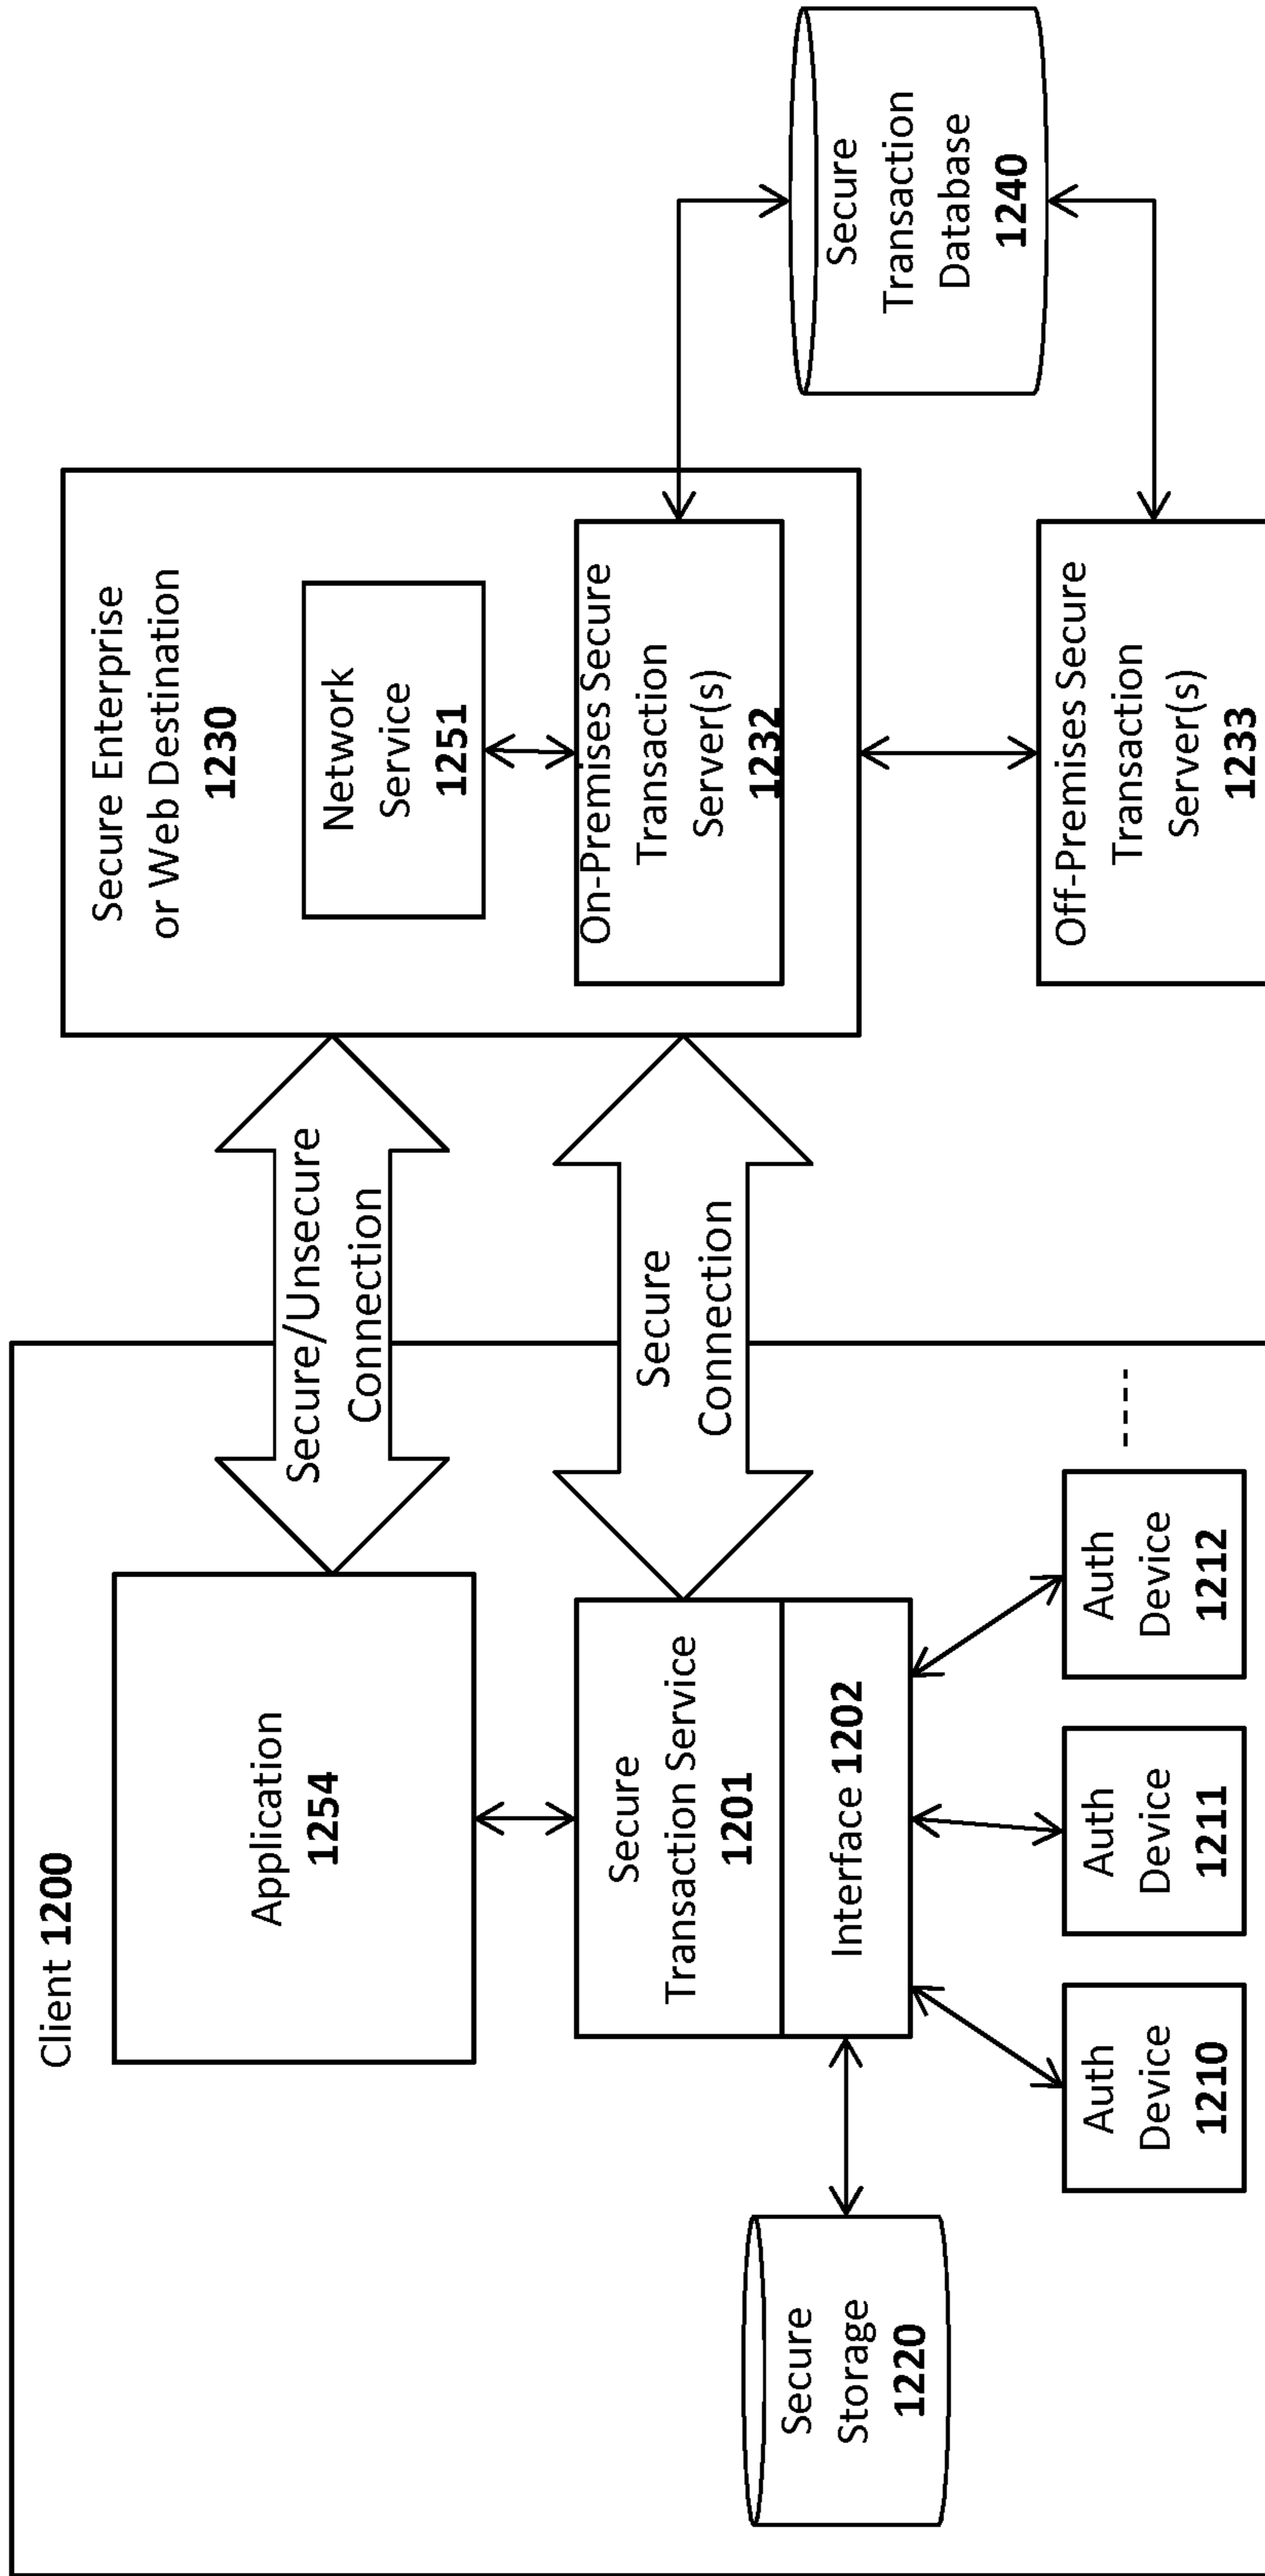 Client 1200
Application
1254
Secure
Transaction Service
1201
Interface 1202
Secure
Storage
1220
Auth
Device
1210
Auth
Device
1211
Auth
Device
1212
Secure/Unsecure
Connection
Secure
Connection
Secure Enterprise
or Web Destination
1230
Network
Service
1251
On-Premises Secure
Transaction
Server(s)
1232
Off-Premises Secure
Transaction
Server(s)
1233
Secure
Transaction
Database
1240